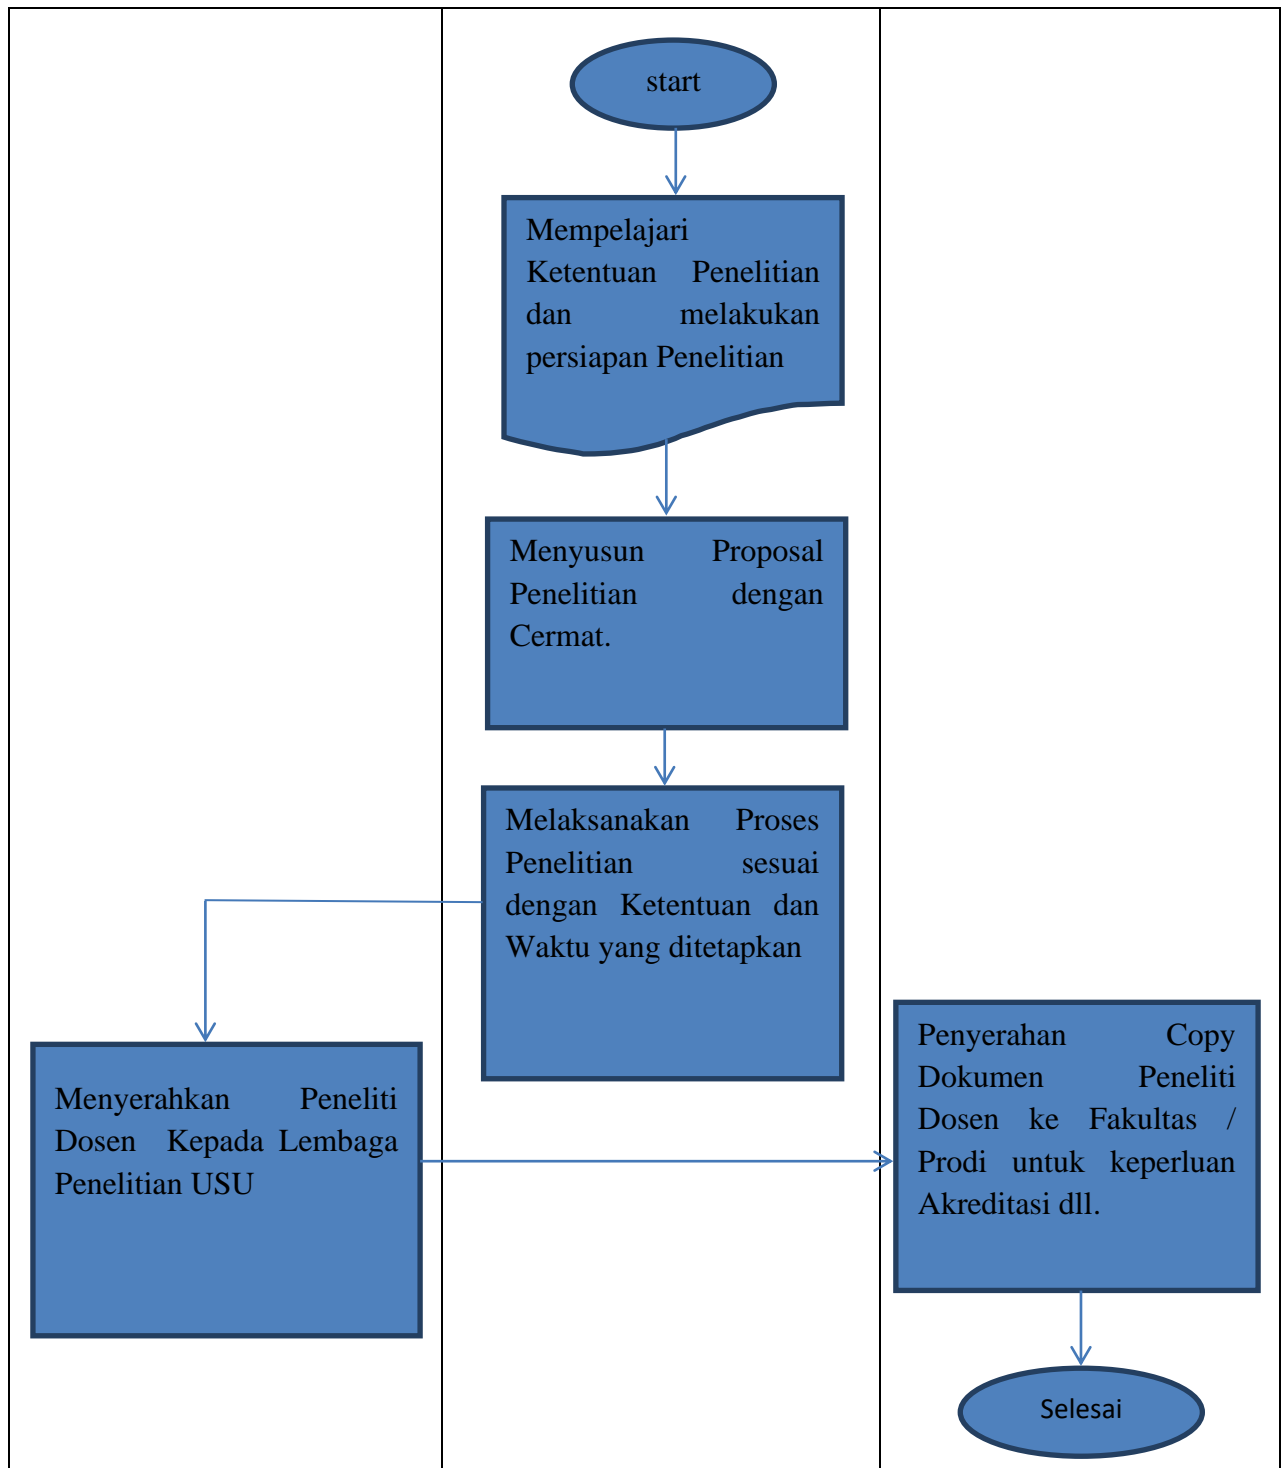 start
Mempelajari
Ketentuan Penelitian
dan melakukan
persiapan Penelitian
Menyusun Proposal
Penelitian dengan
Cermat.
Melaksanakan Proses
Penelitian sesuai
dengan Ketentuan dan
Waktu yang ditetapkan
Menyerahkan Peneliti
Dosen Kepada Lembaga
Penelitian USU
Penyerahan Copy
Dokumen Peneliti
Dosen ke Fakultas /
Prodi untuk keperluan
Akreditasi dll.
Selesai